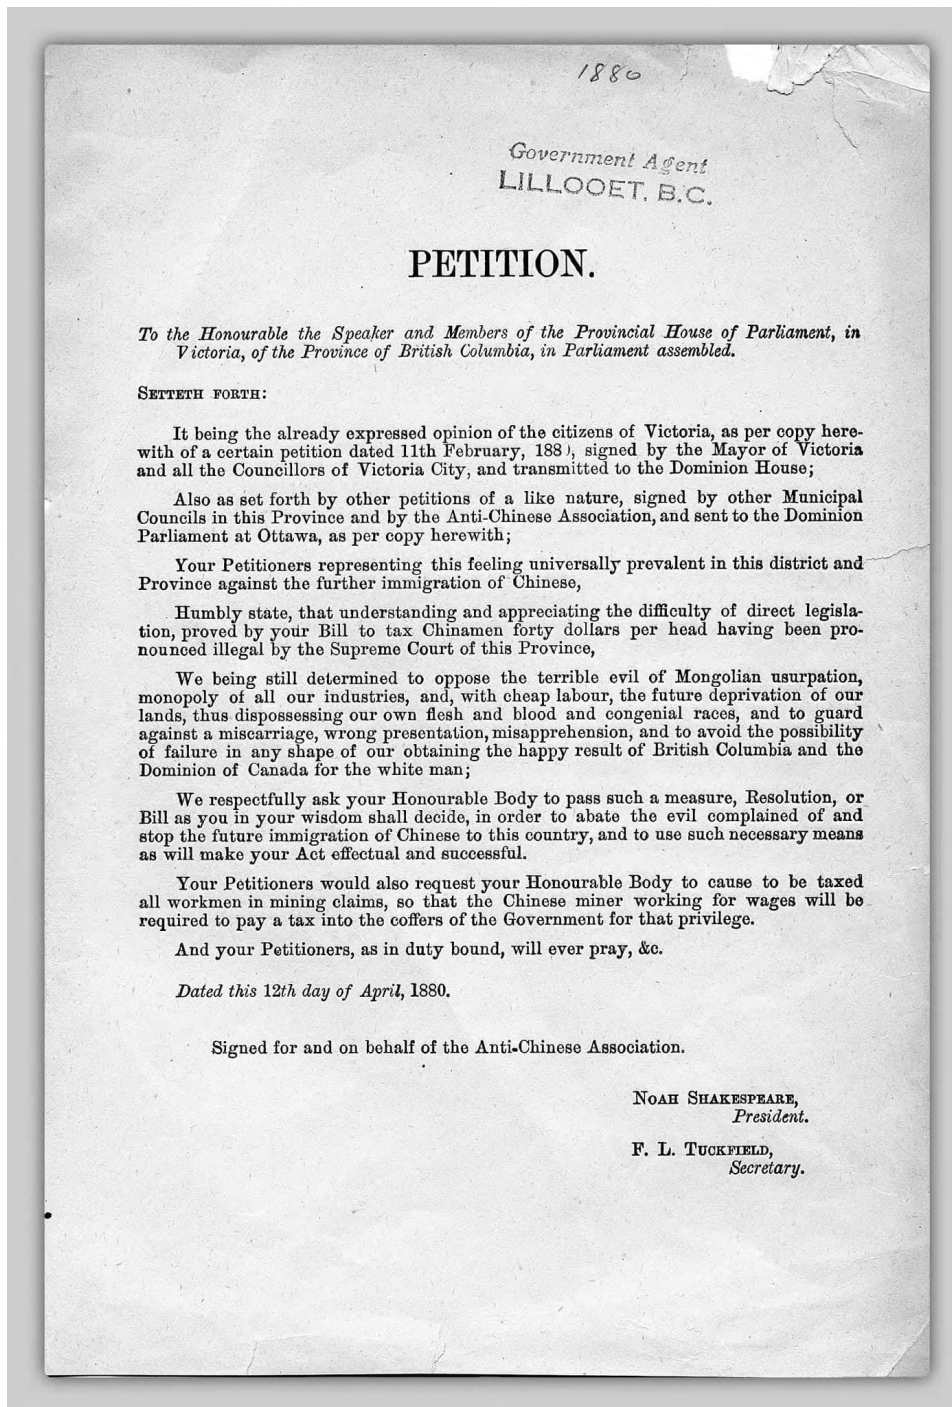 1880
Government Agent
LILLOOET, B.C.
PETITION.
To the Honourable the Speaker and Members of the Provincial House of Parliament, in
Victoria, of the Province of British Columbia, in Parliament assembled.
SETTETH FORTH:
It being the already expressed opinion of the citizens of Victoria, as per copy here-
with of a certain petition dated 11th February, 188), signed by the Mayor of Victoria
and all the Councillors of Victoria City, and transmitted to the Dominion House;
Also as set forth by other petitions of a like nature, signed by other Municipal
Councils in this Province and by the Anti-Chinese Association, and sent to the Dominion
Parliament at Ottawa, as per copy herewith;
Your Petitioners representing this feeling universally prevalent in this district and
Province against the further immigration of Chinese,
Humbly state, that understanding and appreciating the difficulty of direct legisla-
tion, proved by your Bill to tax Chinamen forty dollars per head having been pro-
nounced illegal by the Supreme Court of this Province,
We being still determined to oppose the terrible evil of Mongolian usurpation,
monopoly of all our industries, and, with cheap labour, the future deprivation of our
lands, thus dispossessing our own flesh and blood and congenial races, and to guard
against a miscarriage, wrong presentation, misapprehension, and to avoid the possibility
of failure in any shape of our obtaining the happy result of British Columbia and the
Dominion of Canada for the white man;
We respectfully ask your Honourable Body to pass such a measure, Resolution, or
Bill as you in your wisdom shall decide, in order to abate the evil complained of and
stop the future immigration of Chinese to this country, and to use such necessary means
as will make your Act effectual and successful.
Your Petitioners would also request your Honourable Body to cause to be taxed
all workmen in mining claims, so that the Chinese miner working for wages will be
required to pay a tax into the coffers of the Government for that privilege.
And your Petitioners, as in duty bound, will ever pray, &c.
Dated this 12th day of April, 1880.
Signed for and on behalf of the Anti-Chinese Association.
NOAH SHAKESPEARE,
President.
F. L. TUCKFIELD,
Secretary.